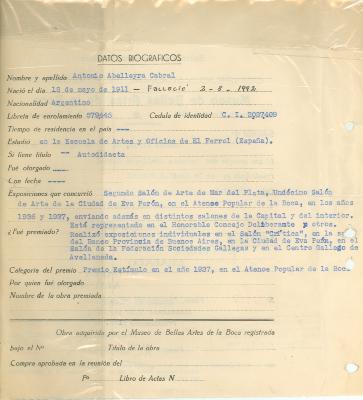 DATOS BIOGRAFICOS
Nombre y apellido Antonio Abelleyra Cabral
Nació el día 18 de mayo de 1911 — Falleció 2-8-1992
Nacionalidad Argentino
Libreta de enrolamiento Cedula de identidad C. I.
Tiempo de residencia en el país ---
Estudió en la Escuela de Artes y Oficios de El Ferrol (España).
Si tiene título -- Autodidacta
Fué otorgado ----
Con fecha ----
Exposiciones que concurrió Segundo Salón de Arte de Mar del Plata, Undécimo Salón
de Arte de la Ciudad de Eva Perón, en el Ateneo Popular de la Boca, en los años
1936 y 1937, enviando además en distintos salones de la Capital y del interior.
Está representado en el Honorable Concejo Deliberante y otros.
¿Fué premiado? Realizó exposiciones individuales en el Salón "Crítica", en la
del Banco Provincia de Buenos Aires, en la Ciudad de Eva Perón, en el
Salón de la Federación Sociedades Gallegas y en el Centro Gallego de
Avellaneda.
Categoría del premio Premio Estímulo en el año 1937, en el Ateneo Popular de la Boc
Por quien fué otorgado
Nombre de la obra premiada
Obra adquirida por el Museo de Bellas Artes de la Boca registrada
bajo el Nº Título de la obra
Compra aprobada en la reunión del
Fº Libro de Actas N